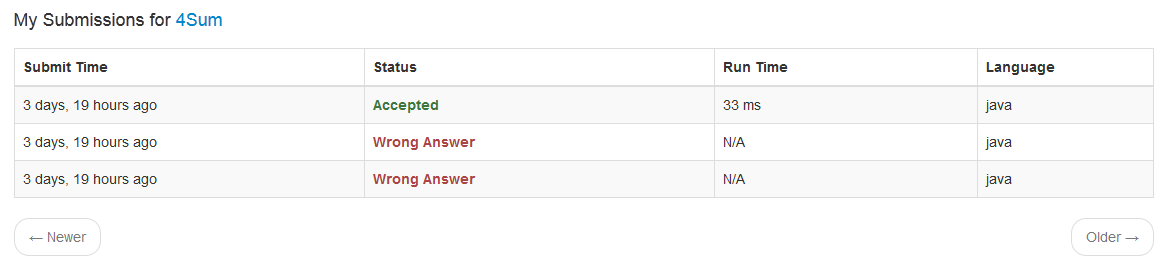 My Submissions for 4Sum
Submit Time Status Run Time Language
3 days, 19 hours ago Accepted 33 ms java
3 days, 19 hours ago Wrong Answer N/A java
3 days, 19 hours ago Wrong Answer N/A java
← Newer Older →